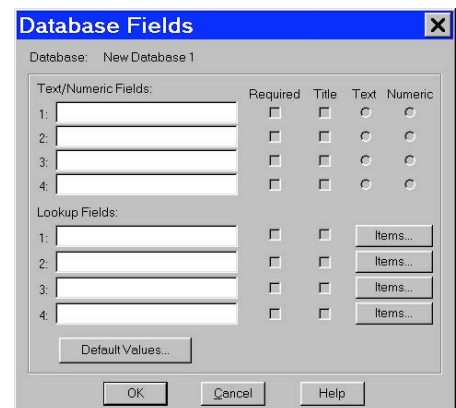 Database Fields
Database: New Database 1
Text/Numeric Fields: Required Title Text Numeric
1:
2:
3:
4:
Lookup Fields:
1: Items...
2: Items...
3: Items...
4: Items...
Default Values...
OK Cancel Help